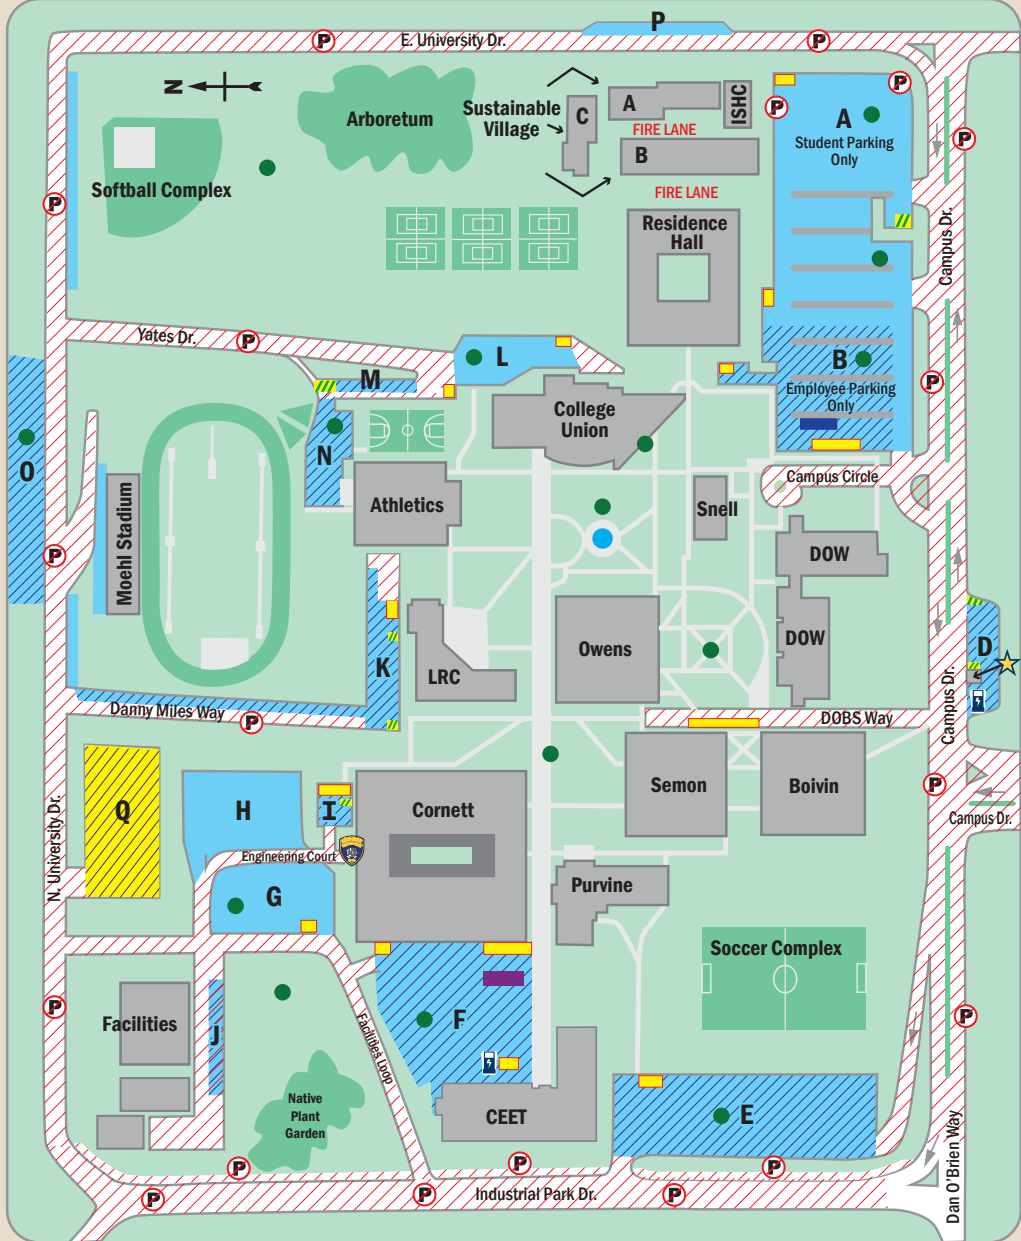 P
E. University Dr.
P
P
N
Arboretum
Sustainable
Village
C
A
ISHC
FIRE LANE
B
FIRE LANE
P
A
Student Parking
Only
P
P
Softball Complex
P
Residence
Hall
Campus Dr.
Yates Dr.
P
L
M
College
Union
B
Employee Parking
Only
P
O
N
Athletics
Snell
Campus Circle
Moehl Stadium
P
DOW
Owens
DOW
D
K
LRC
Danny Miles Way
P
DOBS Way
Campus Dr.
Semon
Boivin
P
Campus Dr.
Q
H
I
Cornett
N. University Dr.
Engineering Court
G
Purvine
Soccer Complex
P
Facilities
J
Facilities Loop
F
P
Native
Plant
Garden
CEET
E
Dan O'Brien Way
P
P
P
P
P
P
Industrial Park Dr.